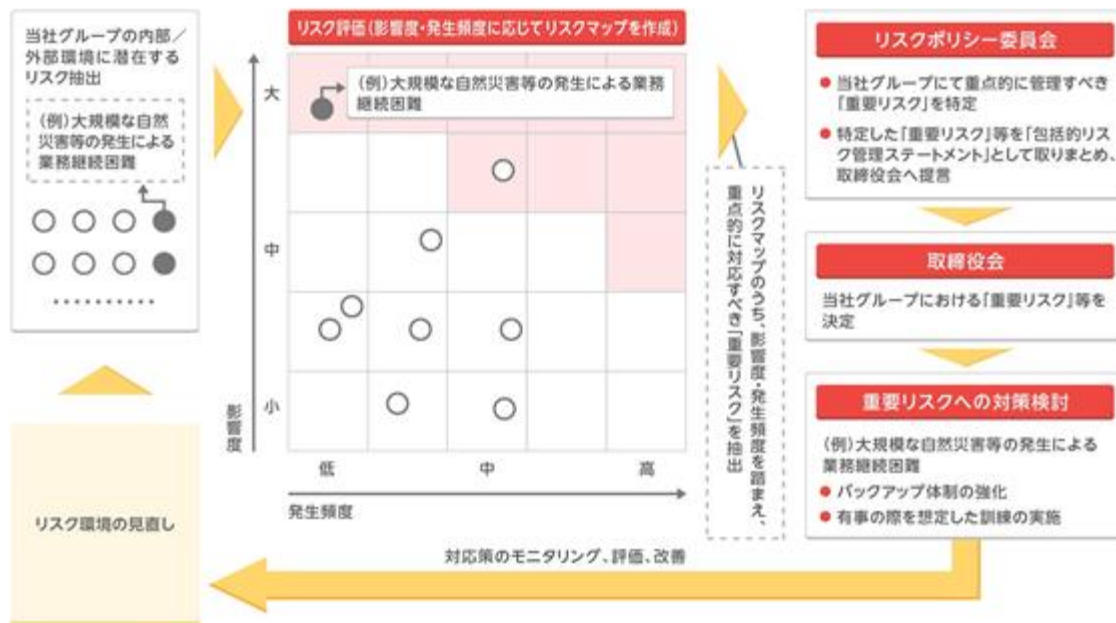 当社グループの内部／
外部環境に潜在する
リスク抽出
(例)大規模な自然
災害等の発生による
業務継続困難
リスク評価(影響度・発生頻度に応じてリスクマップを作成)
(例)大規模な自然災害等の発生による業務
継続困難
大
中
小
影響度
低
中
高
発生頻度
リスクマップのうち、影響度・発生頻度を踏まえ、
重点的に対応すべき「重要リスク」を抽出
リスクポリシー委員会
● 当社グループにて重点的に管理すべき
「重要リスク」を特定
● 特定した「重要リスク」等を「包括的リス
ク管理ステートメント」として取りまとめ、
取締役会へ提言
取締役会
当社グループにおける「重要リスク」等を
決定
重要リスクへの対策検討
(例)大規模な自然災害等の発生による
業務継続困難
● バックアップ体制の強化
● 有事の際を想定した訓練の実施
対応策のモニタリング、評価、改善
リスク環境の見直し